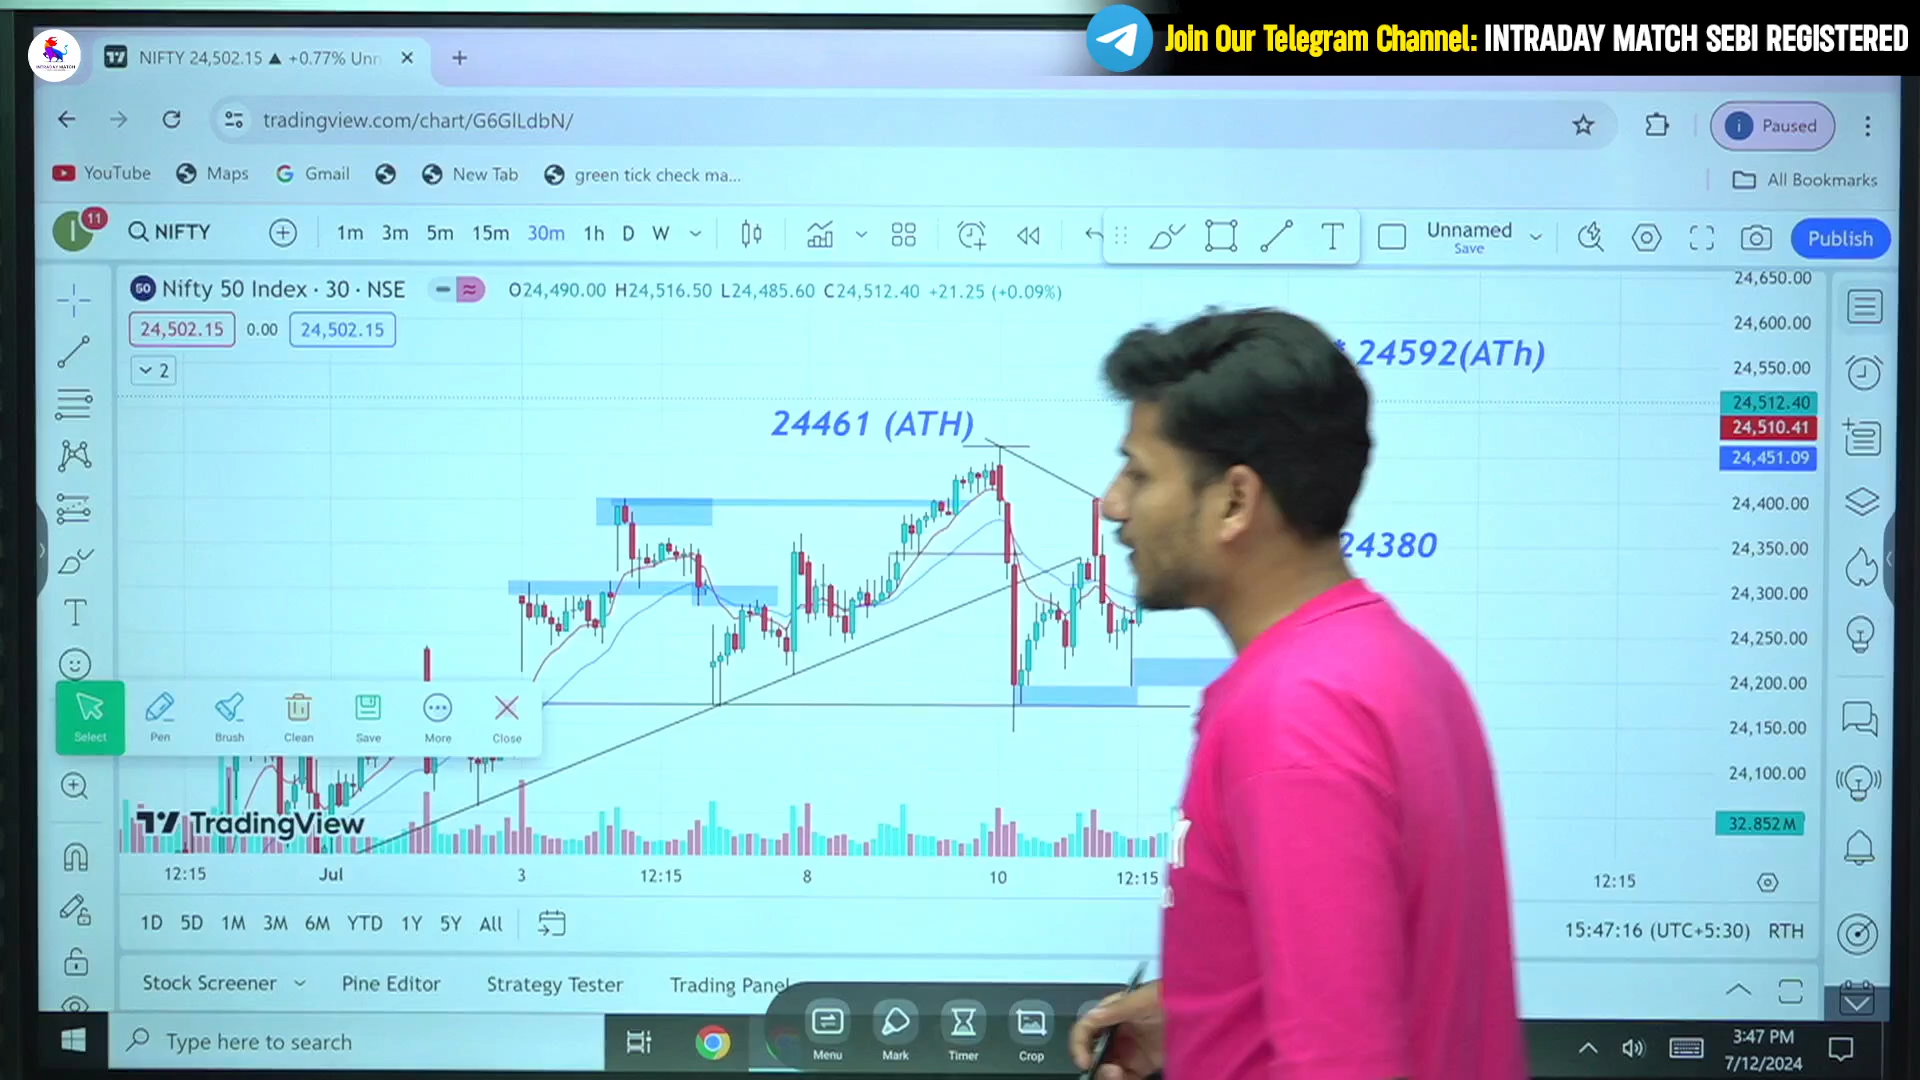 Join Our Telegram Channel: INTRADAY MATCH SEBI REGISTERED
INTRADAY MATCH
NIFTY 24,502.15 ▲ +0.77% Unn
tradingview.com/chart/G6GlLdbN/
Paused
YouTube Maps Gmail New Tab green tick check ma...
All Bookmarks
11
NIFTY 1m 3m 5m 15m 30m 1h D W
Unnamed
Save
Publish
Nifty 50 Index · 30 · NSE O24,490.00 H24,516.50 L24,485.60 C24,512.40 +21.25 (+0.09%)
24,502.15 0.00 24,502.15
2
24592(ATh)
24461 (ATH)
24380
24,650.00
24,600.00
24,550.00
24,512.40
24,510.41
24,451.09
24,400.00
24,350.00
24,300.00
24,250.00
24,200.00
24,150.00
24,100.00
32.852M
Select Pen Brush Clean Save More Close
TradingView
12:15 Jul 3 12:15 8 10 12:15 12:15
1D 5D 1M 3M 6M YTD 1Y 5Y All
15:47:16 (UTC+5:30) RTH
Stock Screener Pine Editor Strategy Tester Trading Panel
Menu Mark Timer Crop
Type here to search
3:47 PM
7/12/2024